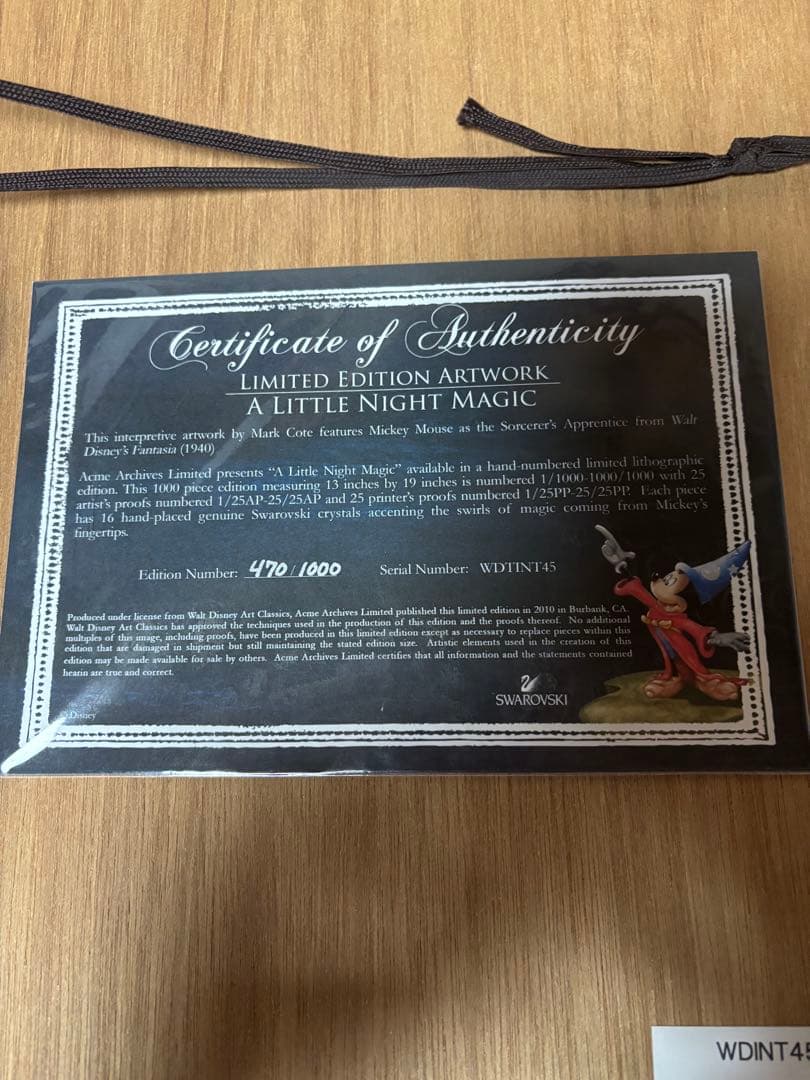 Certificate of Authenticity
LIMITED EDITION ARTWORK
A LITTLE NIGHT MAGIC
This interpretive artwork by Mark Cote features Mickey Mouse as the Sorcerer's Apprentice from Walt
Disney's Fantasia (1940)
Acme Archives Limited presents "A Little Night Magic" available in a hand-numbered limited lithographic
edition. This 1000 piece edition measuring 13 inches by 19 inches is numbered 1/1000-1000/1000 with 25
artist's proofs numbered 1/25AP-25/25AP and 25 printer's proofs numbered 1/25PP-25/25PP. Each piece
has 16 hand-placed genuine Swarovski crystals accenting the swirls of magic coming from Mickey's
fingertips.
Edition Number: 470/1000 Serial Number: WDTINT45
Produced under license from Walt Disney Art Classics, Acme Archives Limited published this limited edition in 2010 in Burbank, CA.
Walt Disney Art Classics has approved the techniques used in the production of this edition and the proofs thereof. No additional
multiples of this image, including proofs, have been produced in this limited edition except as necessary to replace pieces within this
edition that are damaged in shipment but still maintaining the stated edition size. Artistic elements used in the creation of this
edition may be made available for sale by others. Acme Archives Limited certifies that all information and the statements contained
hearin are true and correct.
SWAROVSKI
©Disney
WDINT45